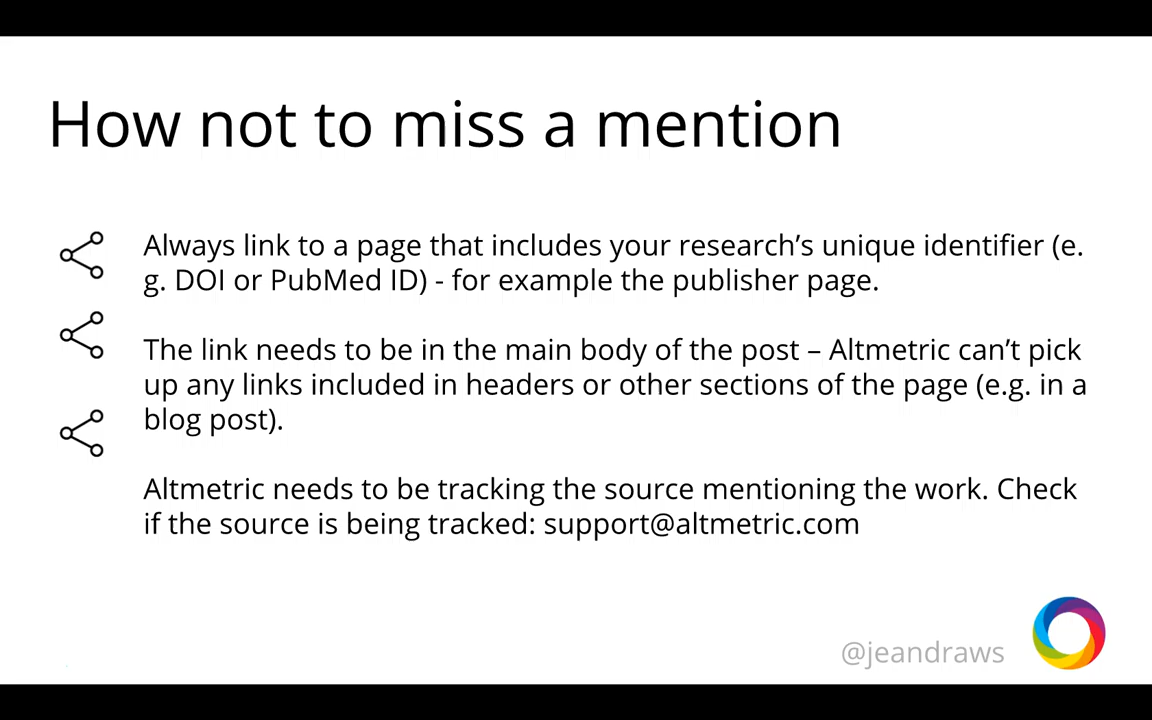 How not to miss a mention
Always link to a page that includes your research’s unique identifier (e.
g. DOI or PubMed ID) - for example the publisher page.
The link needs to be in the main body of the post – Altmetric can’t pick
up any links included in headers or other sections of the page (e.g. in a
blog post).
Altmetric needs to be tracking the source mentioning the work. Check
if the source is being tracked: support@altmetric.com
@jeandraws